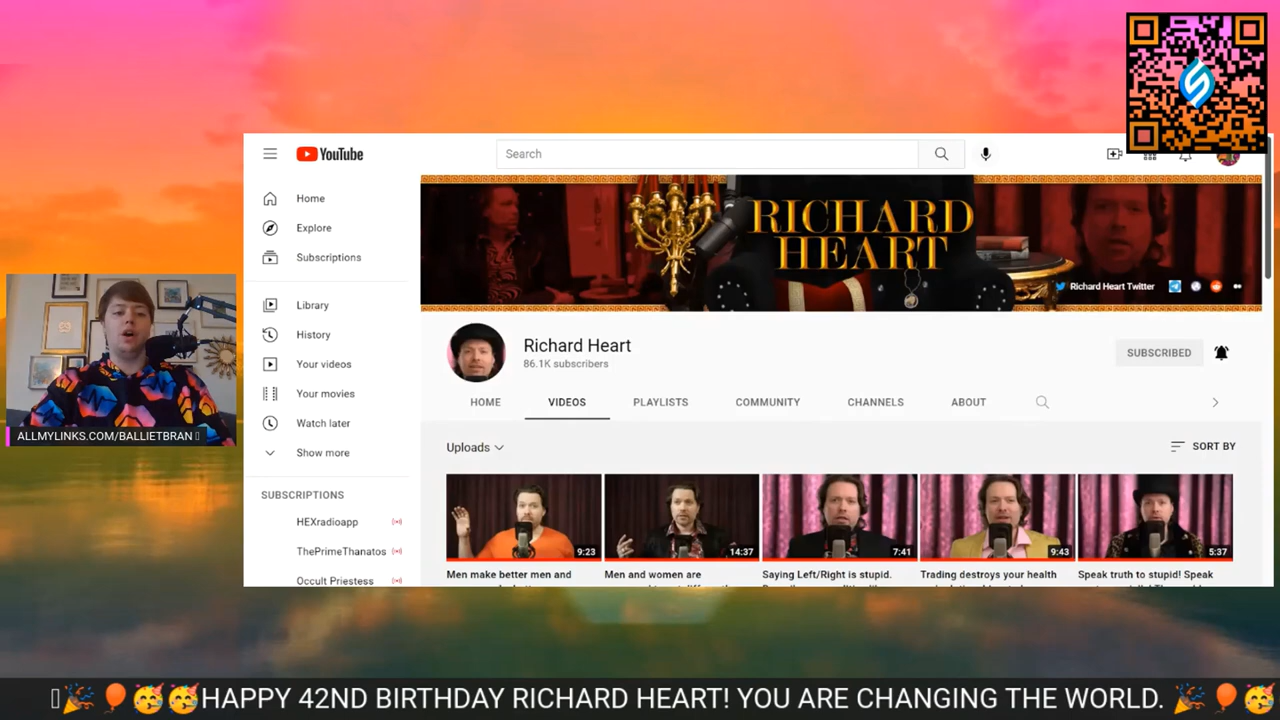 YouTube
Search
Home
Explore
Subscriptions
Library
History
Your videos
Your movies
Watch later
Show more
SUBSCRIPTIONS
HEXradioapp
ThePrimeThanatos
Occult Priestess
RICHARD
HEART
Richard Heart Twitter
Richard Heart
86.1K subscribers
SUBSCRIBED
HOME VIDEOS PLAYLISTS COMMUNITY CHANNELS ABOUT
Uploads
SORT BY
9:23 14:37 7:41 9:43 5:37
Men make better men and
Men and women are
Saying Left/Right is stupid.
Trading destroys your health
Speak truth to stupid! Speak
ALLMYLINKS.COM/BALLIETBRAN
🎉🎈🥳🥳HAPPY 42ND BIRTHDAY RICHARD HEART! YOU ARE CHANGING THE WORLD. 🎉🎈🥳